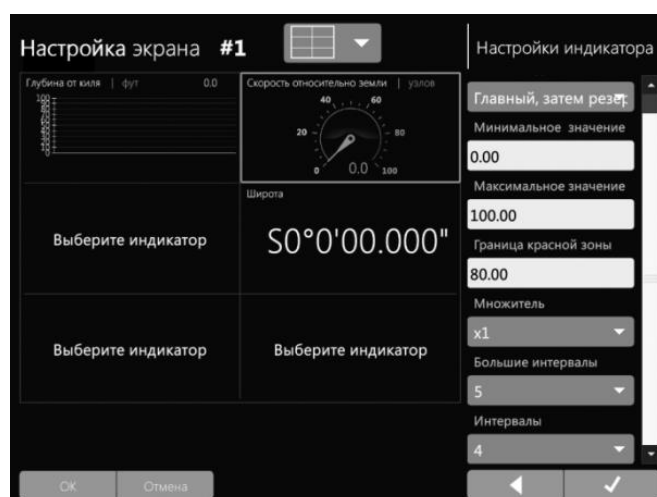 Настройка экрана #1
Настройки индикатора
Глубина от киля | фут 0.0
100
0
Скорость относительно земли | узлов
40 60
20 80
0 0.0 100
Выберите индикатор
Широта
S0°0'00.000"
Выберите индикатор
Выберите индикатор
Главный, затем резер
Минимальное значение
0.00
Максимальное значение
100.00
Граница красной зоны
80.00
Множитель
x1
Большие интервалы
5
Интервалы
4
OK
Отмена